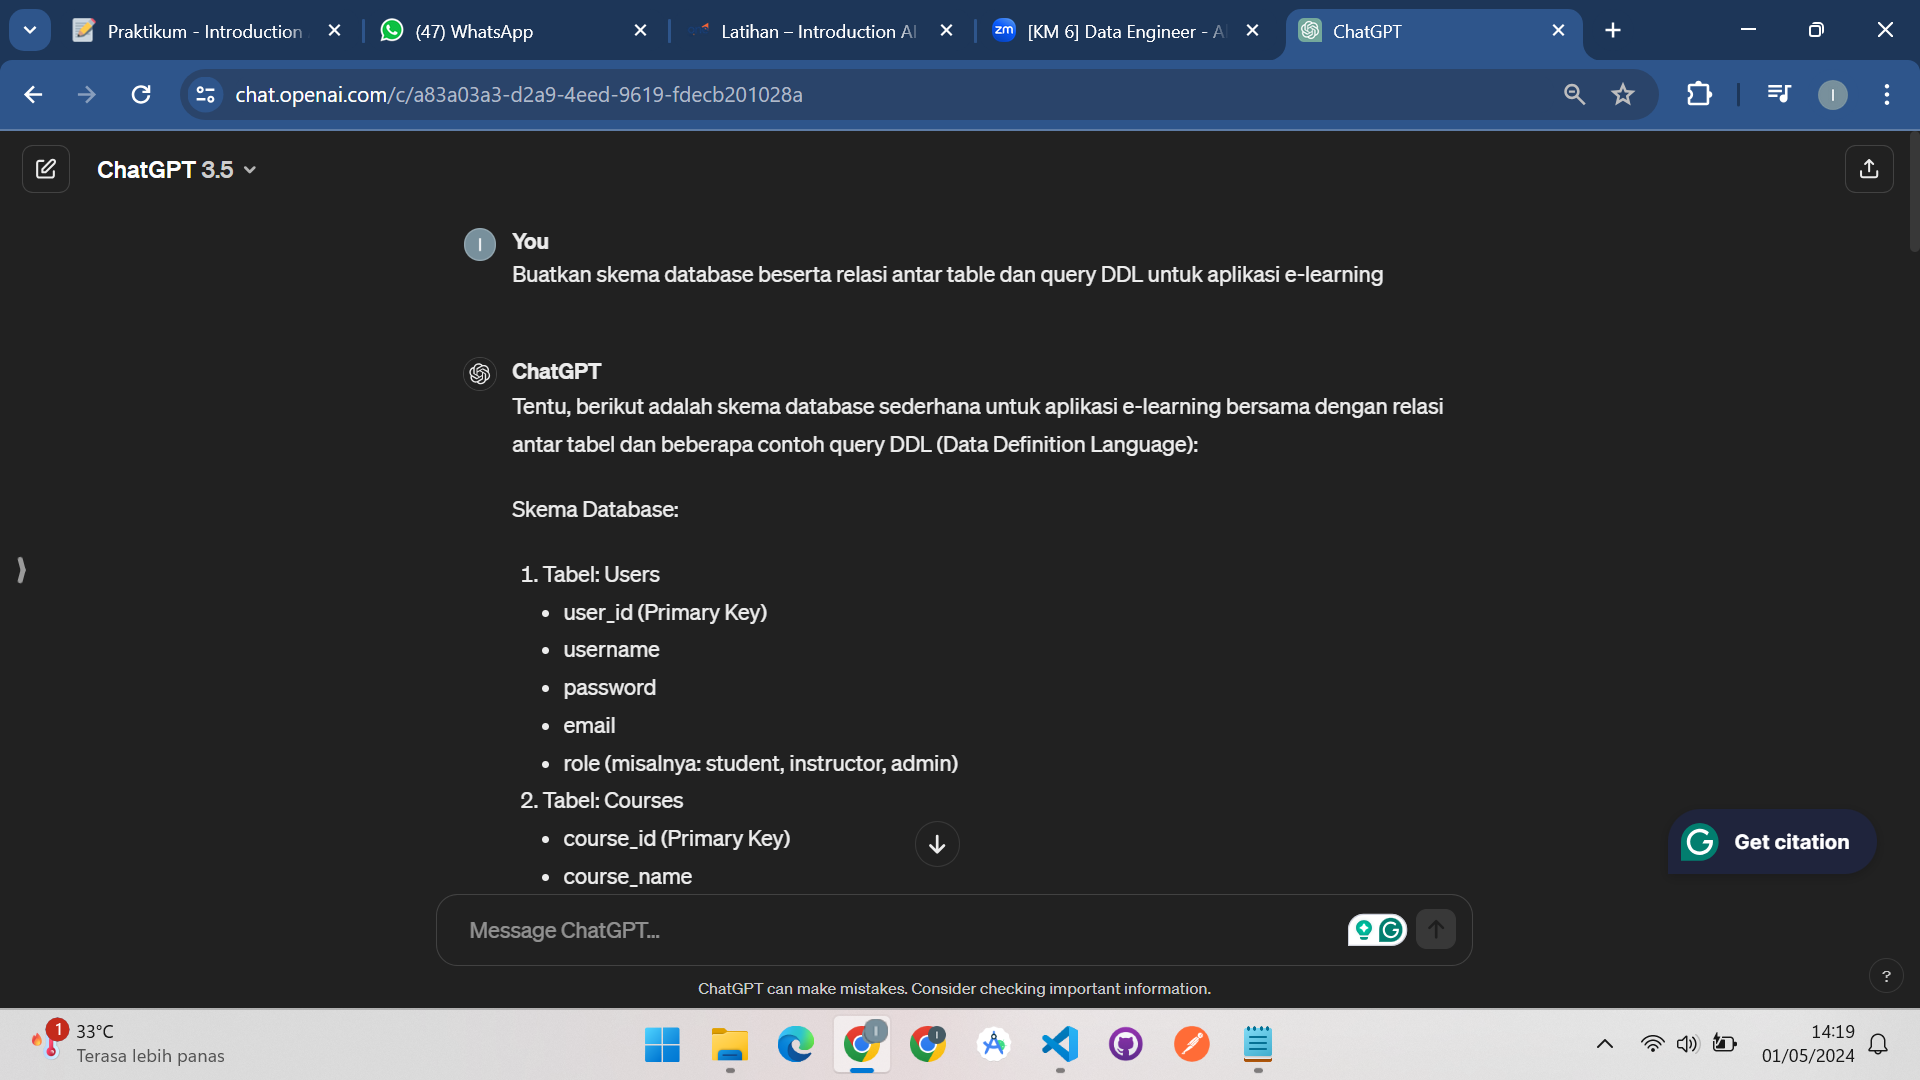 Praktikum - Introduction
(47) WhatsApp
Latihan – Introduction AI
zm
[KM 6] Data Engineer - A
ChatGPT
chat.openai.com/c/a83a03a3-d2a9-4eed-9619-fdecb201028a
I
ChatGPT 3.5
I
You
Buatkan skema database beserta relasi antar table dan query DDL untuk aplikasi e-learning
ChatGPT
Tentu, berikut adalah skema database sederhana untuk aplikasi e-learning bersama dengan relasi
antar tabel dan beberapa contoh query DDL (Data Definition Language):
Skema Database:
1. Tabel: Users
• user_id (Primary Key)
• username
• password
• email
• role (misalnya: student, instructor, admin)
2. Tabel: Courses
• course_id (Primary Key)
• course_name
Get citation
Message ChatGPT...
ChatGPT can make mistakes. Consider checking important information.
?
1
33°C
Terasa lebih panas
14:19
01/05/2024